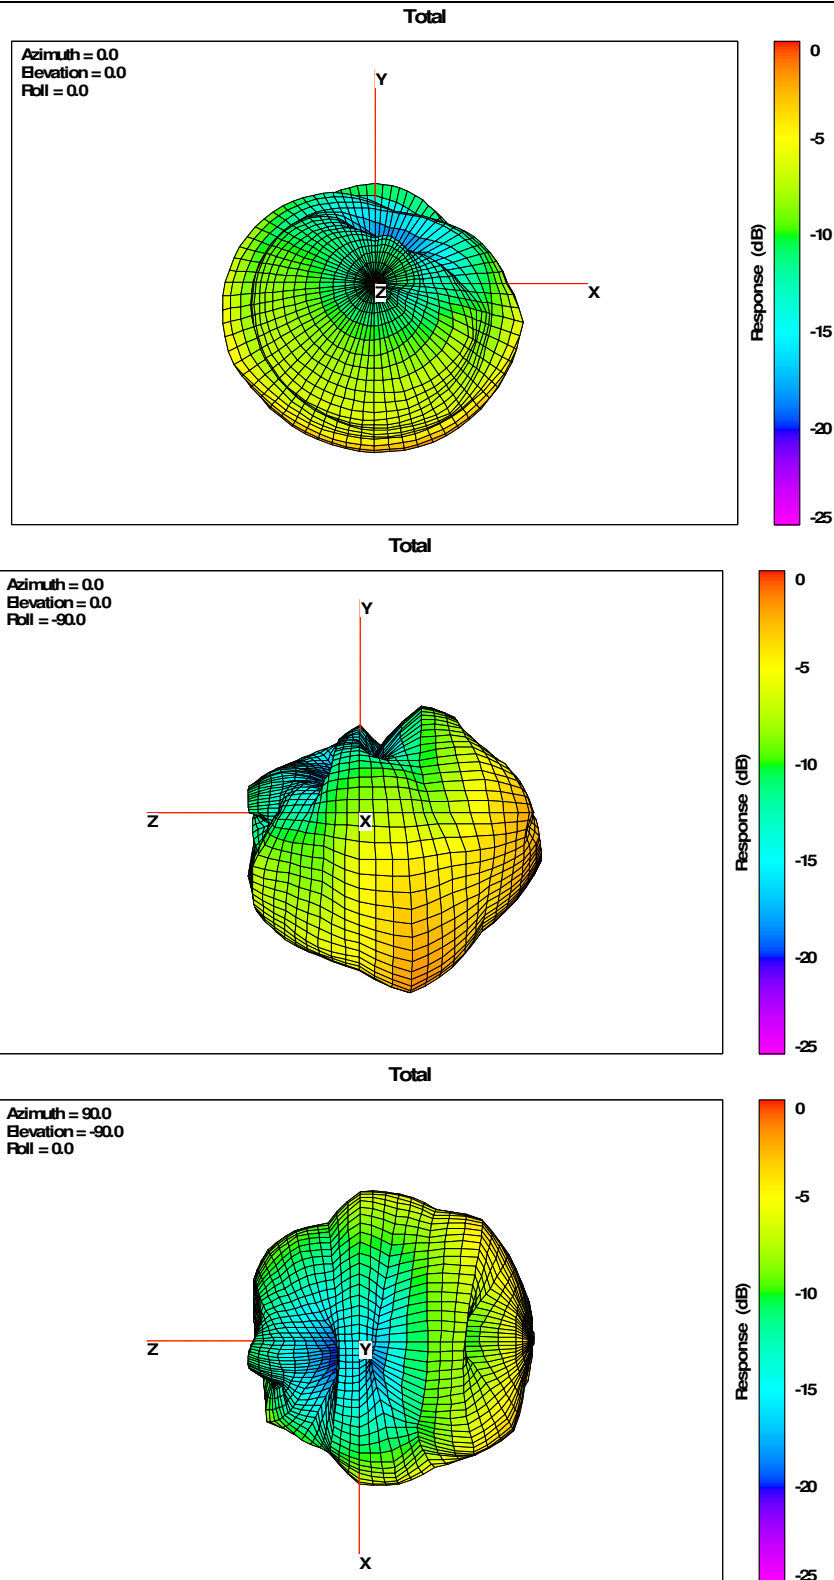 Total
Azimuth = 0.0
Elevation = 0.0
Roll = 0.0
Y
Z
X
0
-5
-10
-15
-20
-25
Response (dB)
Total
Azimuth = 0.0
Elevation = 0.0
Roll = -90.0
Y
Z
X
0
-5
-10
-15
-20
-25
Response (dB)
Total
Azimuth = 90.0
Elevation = -90.0
Roll = 0.0
Z
Y
X
0
-5
-10
-15
-20
-25
Response (dB)